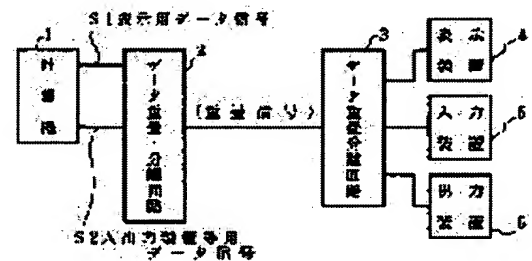 S1表示用データ信号
1
計算機
2
データ重畳・分離回路
(重畳信号)
3
データ重畳分離回路
表示装置
4
入力装置
5
出力装置
6
S2入出力装置等用
データ信号